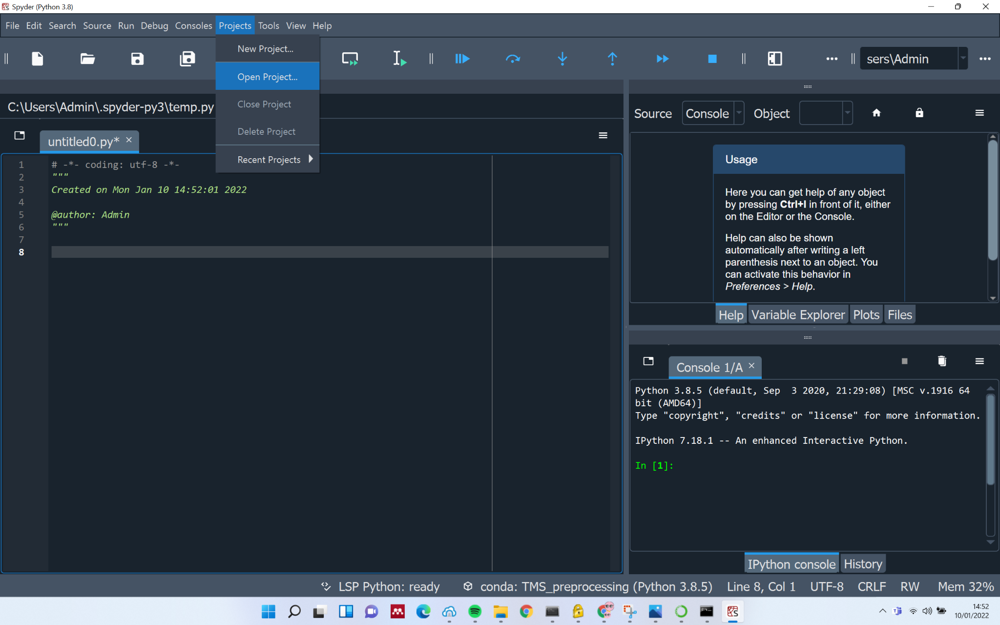 Spyder (Python 3.8)
File Edit Search Source Run Debug Consoles Projects Tools View Help
New Project...
Open Project...
Close Project
Delete Project
Recent Projects
sers\Admin
C:\Users\Admin\.spyder-py3\temp.py
untitled0.py*
1 # -*- coding: utf-8 -*-
2 """
3 Created on Mon Jan 10 14:52:01 2022
4
5 @author: Admin
6 """
7
8
Source Console Object
Usage
Here you can get help of any object
by pressing Ctrl+I in front of it, either
on the Editor or the Console.
Help can also be shown
automatically after writing a left
parenthesis next to an object. You
can activate this behavior in
Preferences > Help.
Help Variable Explorer Plots Files
Console 1/A
Python 3.8.5 (default, Sep  3 2020, 21:29:08) [MSC v.1916 64
bit (AMD64)]
Type "copyright", "credits" or "license" for more information.
IPython 7.18.1 -- An enhanced Interactive Python.
In [1]:
IPython console History
LSP Python: ready conda: TMS_preprocessing (Python 3.8.5) Line 8, Col 1 UTF-8 CRLF RW Mem 32%
14:52
10/01/2022